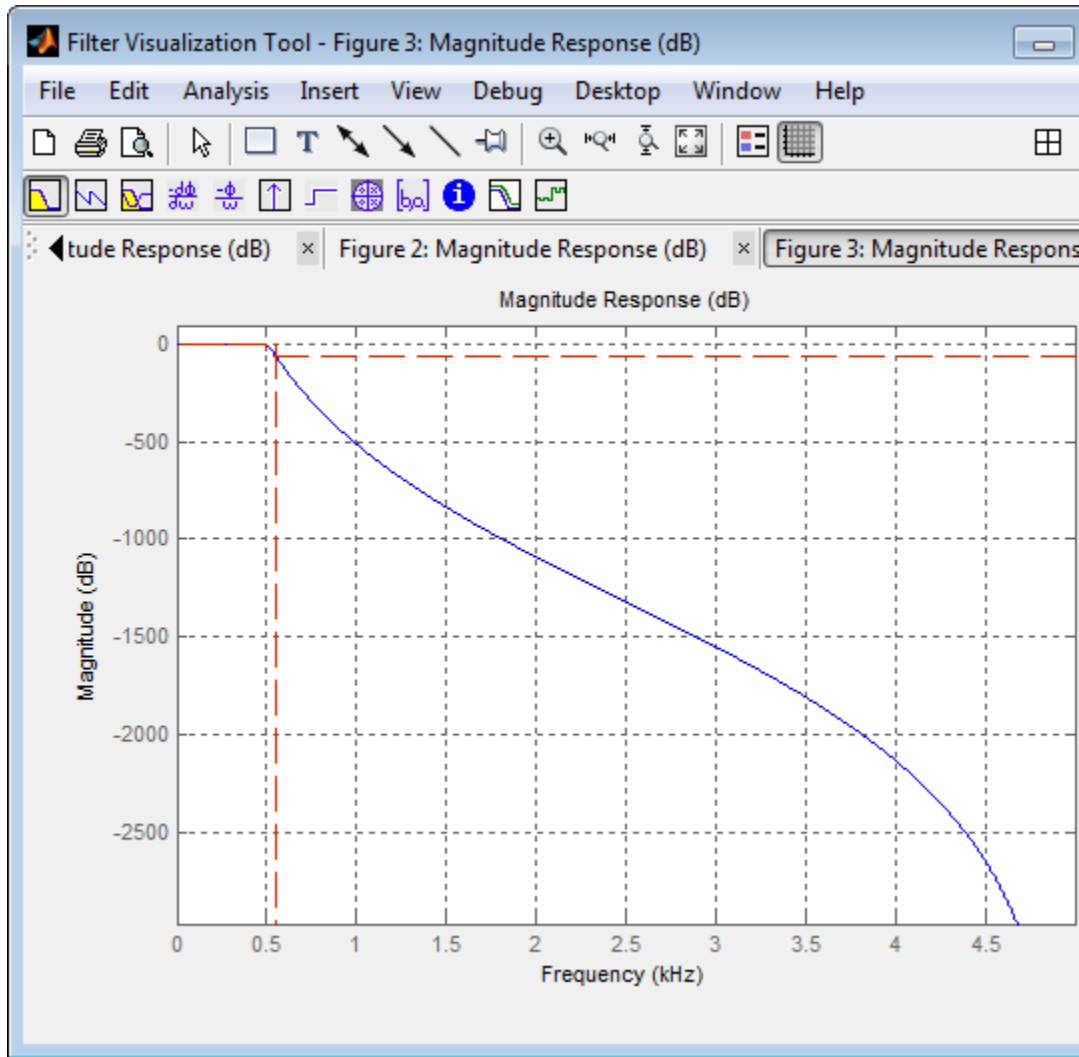 Filter Visualization Tool - Figure 3: Magnitude Response (dB)
File Edit Analysis Insert View Debug Desktop Window Help
T
-dϕ dω -ϕ ω [b,a] i
tude Response (dB) × Figure 2: Magnitude Response (dB) × Figure 3: Magnitude Respons
Magnitude Response (dB)
0
-500
-1000
-1500
-2000
-2500
Magnitude (dB)
0 0.5 1 1.5 2 2.5 3 3.5 4 4.5
Frequency (kHz)